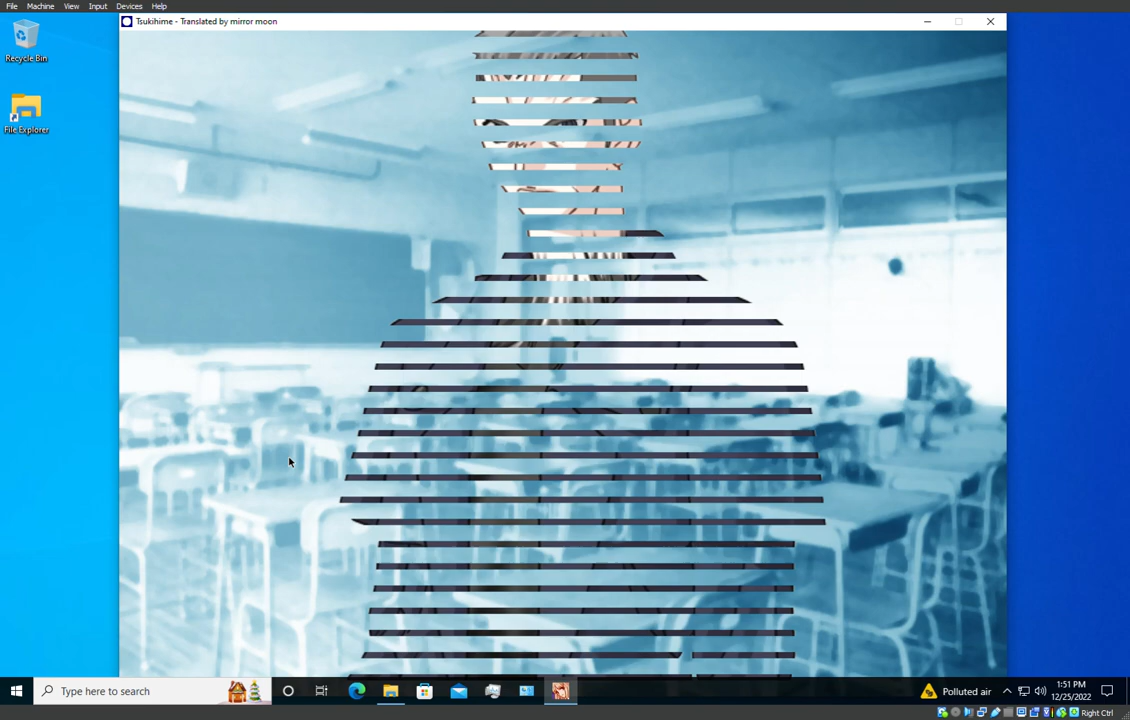 File Machine View Input Devices Help
Tsukihime - Translated by mirror moon
Recycle Bin
File Explorer
Type here to search
Polluted air
1:51 PM
12/25/2022
Right Ctrl